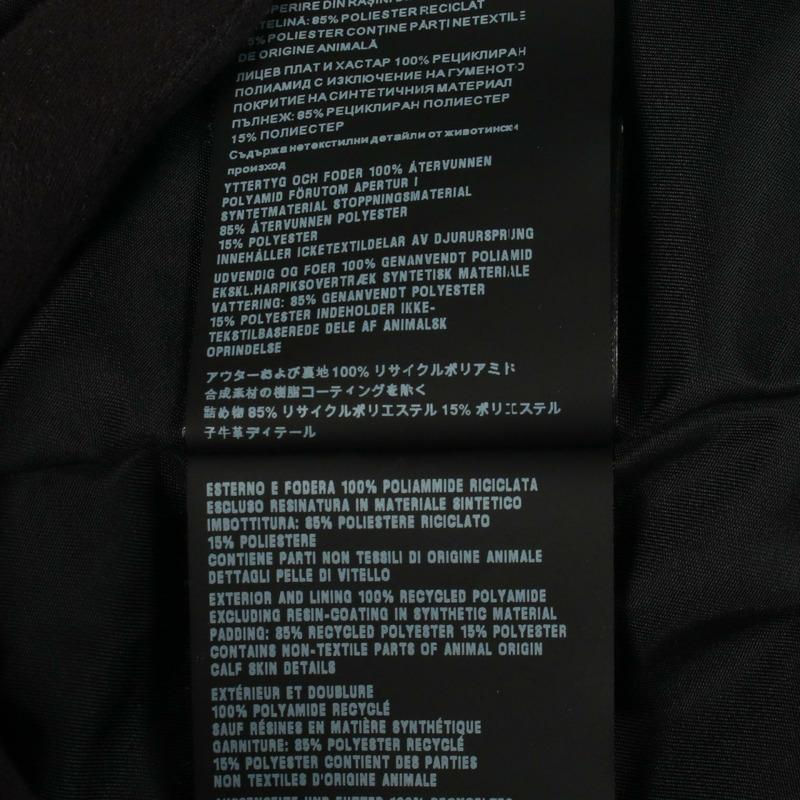 PERIRE DIN RĂȘINI
TELINĂ: 85% POLIESTER RECICLAT
15% POLIESTER CONȚINE PĂRȚI NETEXTILE
DE ORIGINE ANIMALĂ
ЛИЦЕВ ПЛАТ И ХАСТАР 100% РЕЦИКЛИРАН
ПОЛИАМИД С ИЗКЛЮЧЕНИЕ НА ГУМЕНОТО
ПОКРИТИЕ НА СИНТЕТИЧНИЯ МАТЕРИАЛ
ПЪЛНЕЖ: 85% РЕЦИКЛИРАН ПОЛИЕСТЕР
15% ПОЛИЕСТЕР
Съдържа нетекстилни детайли от животински
произход
YTTERTYG OCH FODER 100% ÅTERVUNNEN
POLYAMID FÖRUTOM APERTUR I
SYNTETMATERIAL STOPPNINGSMATERIAL
85% ÅTERVUNNEN POLYESTER
15% POLYESTER
INNEHÅLLER ICKETEXTILDELAR AV DJURURSPRUNG
UDVENDIG OG FOER 100% GENANVENDT POLIAMID
EKSKL.HARPIKSOVERTRÆK SYNTETISK MATERIALE
VATTERING: 85% GENANVENDT POLYESTER
15% POLYESTER INDEHOLDER IKKE-
TEKSTILBASEREDE DELE AF ANIMALSK
OPRINDELSE
アウターおよび裏地100% リサイクルポリアミド
合成素材の樹脂コーティングを除く
詰め物 85% リサイクルポリエステル 15% ポリエステル
子牛革ディテール
ESTERNO E FODERA 100% POLIAMMIDE RICICLATA
ESCLUSO RESINATURA IN MATERIALE SINTETICO
IMBOTTITURA: 85% POLIESTERE RICICLATO
15% POLIESTERE
CONTIENE PARTI NON TESSILI DI ORIGINE ANIMALE
DETTAGLI PELLE DI VITELLO
EXTERIOR AND LINING 100% RECYCLED POLYAMIDE
EXCLUDING RESIN-COATING IN SYNTHETIC MATERIAL
PADDING: 85% RECYCLED POLYESTER 15% POLYESTER
CONTAINS NON-TEXTILE PARTS OF ANIMAL ORIGIN
CALF SKIN DETAILS
EXTÉRIEUR ET DOUBLURE
100% POLYAMIDE RECYCLÉ
SAUF RÉSINES EN MATIÈRE SYNTHÉTIQUE
GARNITURE: 85% POLYESTER RECYCLÉ
15% POLYESTER CONTIENT DES PARTIES
NON TEXTILES D'ORIGINE ANIMALE